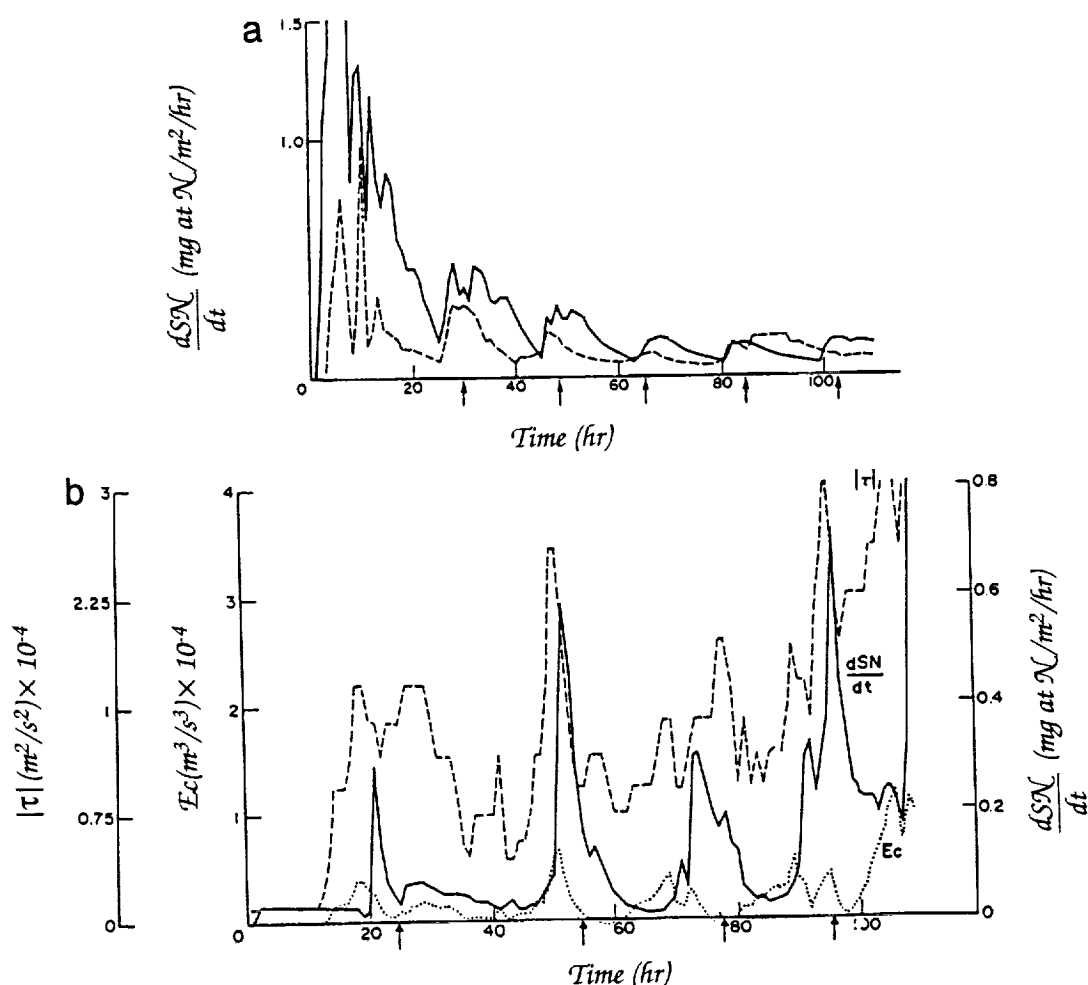 a
1.5
1.0
dSN/dt (mg at N/m²/hr)
0 20 40 60 80 100
Time (hr)
b
3
2.25
1
0.75
0
|τ| (m²/s²) × 10⁻⁴
4
3
2
1
0
Ec(m³/s³) × 10⁻⁴
|τ|
dSN/dt
Ec
0.8
0.6
0.4
0.2
0
dSN/dt (mg at N/m²/hr)
20 40 60 80 100
Time (hr)